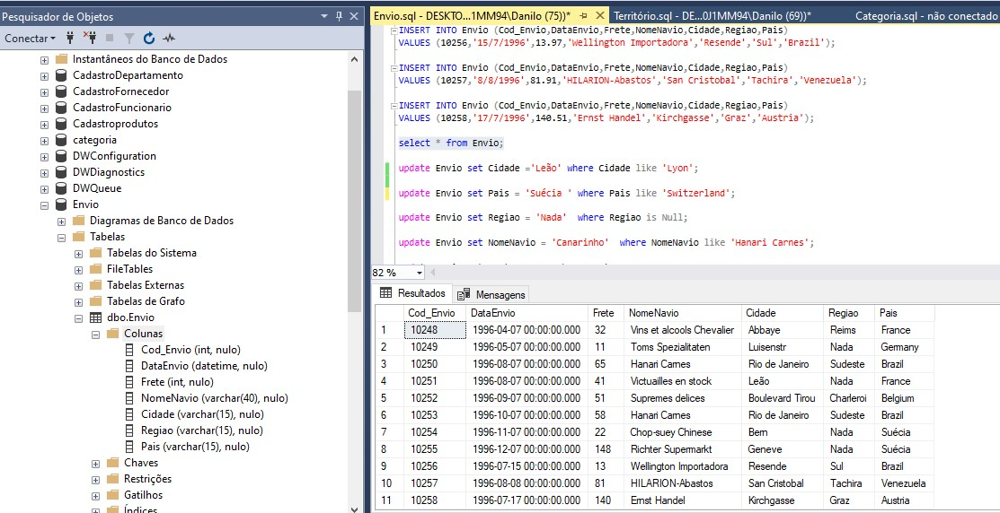 Pesquisador de Objetos
Conectar
Instantâneos do Banco de Dados
CadastroDepartamento
CadastroFornecedor
CadastroFuncionario
Cadastroprodutos
categoria
DWConfiguration
DWDiagnostics
DWQueue
Envio
Diagramas de Banco de Dados
Tabelas
Tabelas do Sistema
FileTables
Tabelas Externas
Tabelas de Grafo
dbo.Envio
Colunas
Cod_Envio (int, nulo)
DataEnvio (datetime, nulo)
Frete (int, nulo)
NomeNavio (varchar(40), nulo)
Cidade (varchar(15), nulo)
Regiao (varchar(15), nulo)
Pais (varchar(15), nulo)
Chaves
Restrições
Gatilhos
Índices
Envio.sql - DESKTO...1MM94\Danilo (75))* Território.sql - DE...0J1MM94\Danilo (69))* Categoria.sql - não conectado
INSERT INTO Envio (Cod_Envio,DataEnvio,Frete,NomeNavio,Cidade,Regiao,Pais)
VALUES (10256,'15/7/1996',13.97,'Wellington Importadora','Resende','Sul','Brazil');
INSERT INTO Envio (Cod_Envio,DataEnvio,Frete,NomeNavio,Cidade,Regiao,Pais)
VALUES (10257,'8/8/1996',81.91,'HILARION-Abastos','San Cristobal','Tachira','Venezuela');
INSERT INTO Envio (Cod_Envio,DataEnvio,Frete,NomeNavio,Cidade,Regiao,Pais)
VALUES (10258,'17/7/1996',140.51,'Ernst Handel','Kirchgasse','Graz','Austria');
select * from Envio;
update Envio set Cidade ='Leão' where Cidade like 'Lyon';
update Envio set Pais = 'Suécia ' where Pais like 'Switzerland';
update Envio set Regiao = 'Nada'  where Regiao is Null;
update Envio set NomeNavio = 'Canarinho'  where NomeNavio like 'Hanari Carnes';
82 %
Resultados Mensagens
Cod_Envio DataEnvio Frete NomeNavio Cidade Regiao Pais
1 10248 1996-04-07 00:00:00.000 32 Vins et alcools Chevalier Abbaye Reims France
2 10249 1996-05-07 00:00:00.000 11 Toms Spezialitaten Luisenstr Nada Germany
3 10250 1996-08-07 00:00:00.000 65 Hanari Carnes Rio de Janeiro Sudeste Brazil
4 10251 1996-08-07 00:00:00.000 41 Victuailles en stock Leão Nada France
5 10252 1996-09-07 00:00:00.000 51 Supremes delices Boulevard Tirou Charleroi Belgium
6 10253 1996-10-07 00:00:00.000 58 Hanari Carnes Rio de Janeiro Sudeste Brazil
7 10254 1996-11-07 00:00:00.000 22 Chop-suey Chinese Bern Nada Suécia
8 10255 1996-12-07 00:00:00.000 148 Richter Supermarkt Geneve Nada Suécia
9 10256 1996-07-15 00:00:00.000 13 Wellington Importadora Resende Sul Brazil
10 10257 1996-08-08 00:00:00.000 81 HILARION-Abastos San Cristobal Tachira Venezuela
11 10258 1996-07-17 00:00:00.000 140 Ernst Handel Kirchgasse Graz Austria